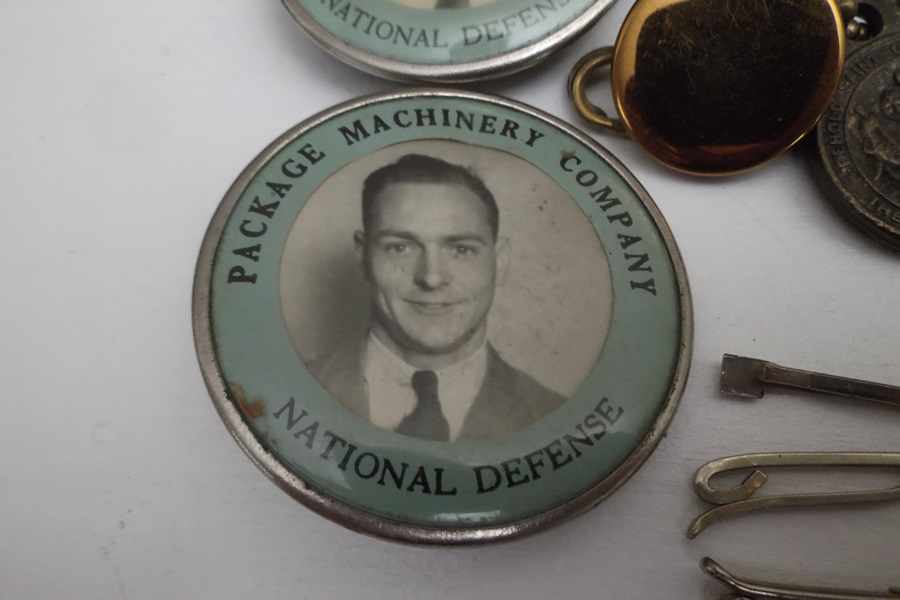 NATIONAL DEFENSE
PACKAGE MACHINERY COMPANY
NATIONAL DEFENSE